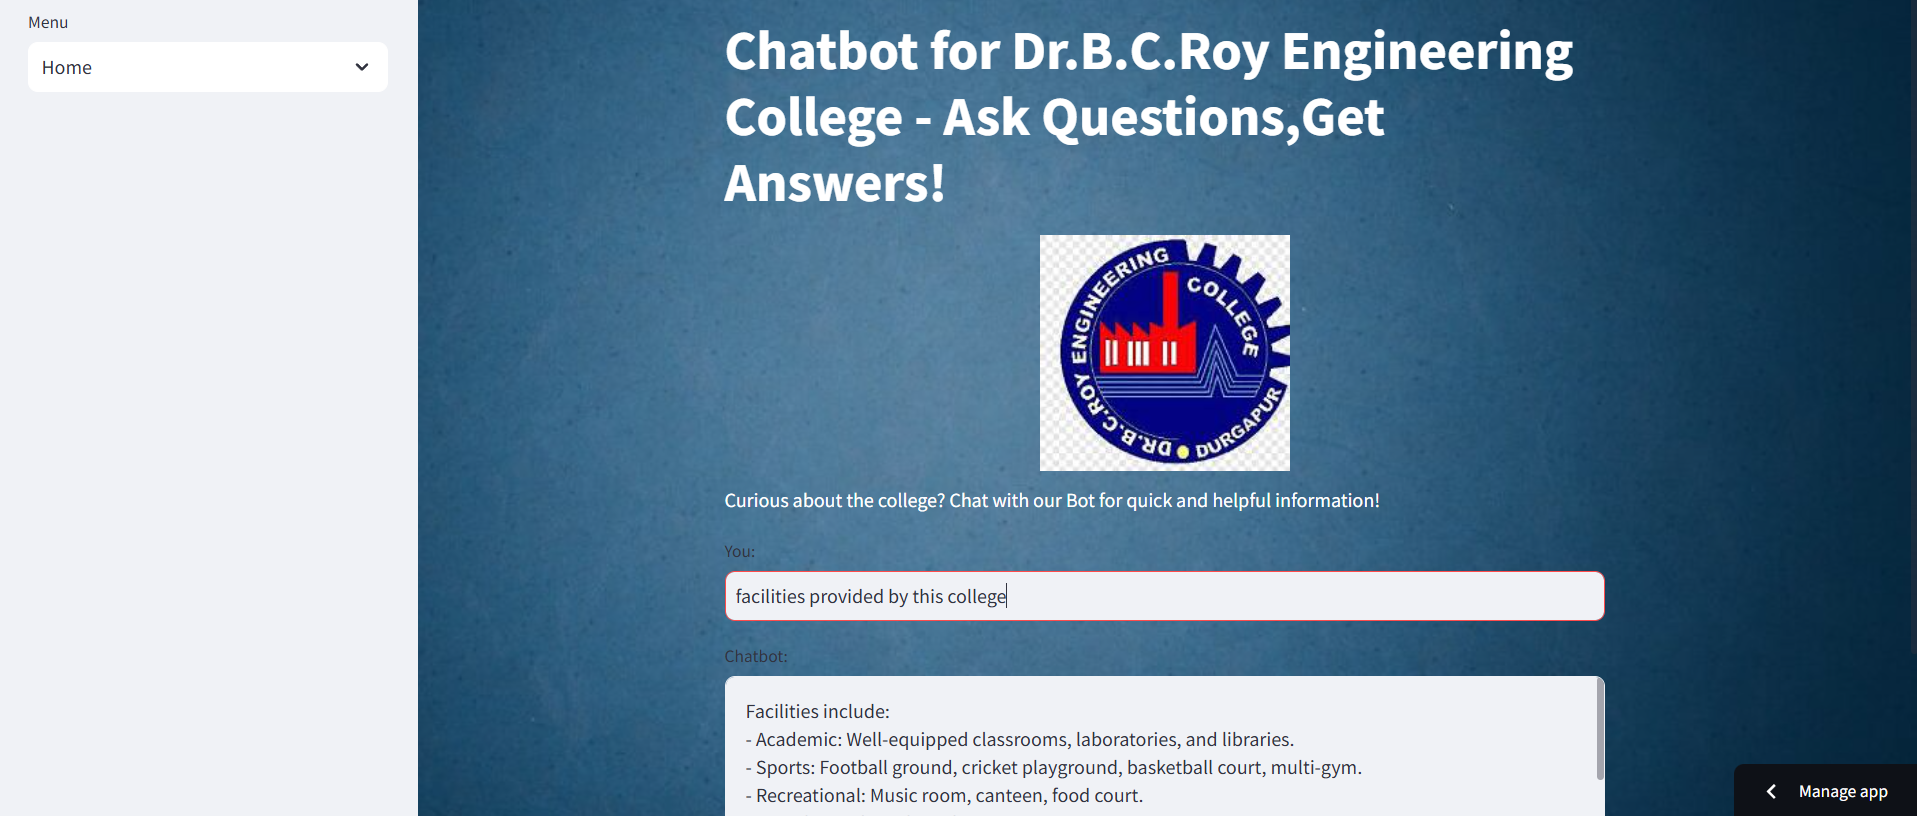 Menu
Home
Chatbot for Dr.B.C.Roy Engineering
College - Ask Questions,Get
Answers!
DR.B.C.ROY ENGINEERING COLLEGE
DURGAPUR
Curious about the college? Chat with our Bot for quick and helpful information!
You:
facilities provided by this college
Chatbot:
Facilities include:
- Academic: Well-equipped classrooms, laboratories, and libraries.
- Sports: Football ground, cricket playground, basketball court, multi-gym.
- Recreational: Music room, canteen, food court.
Manage app